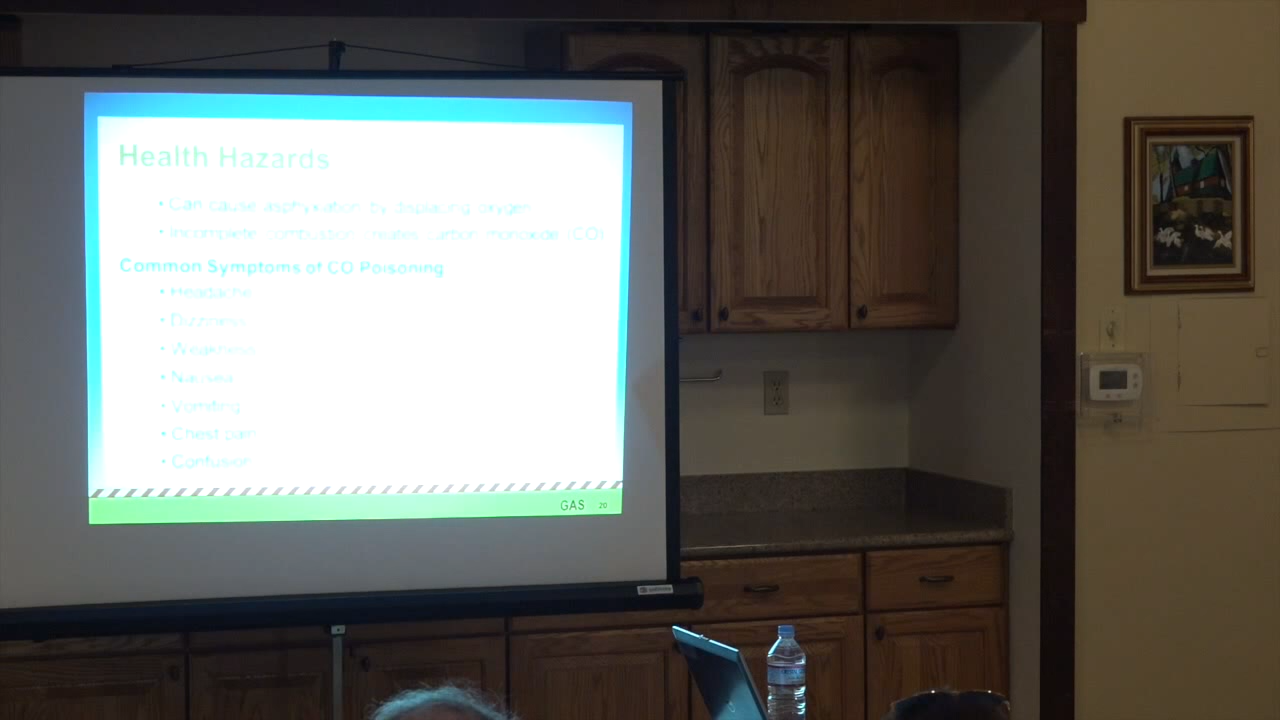 Health Hazards
• Can cause asphyxiation by displacing oxygen
• Incomplete combustion creates carbon monoxide (CO)
Common Symptoms of CO Poisoning
• Headache
• Dizziness
• Weakness
• Nausea
• Vomiting
• Chest pain
• Confusion
GAS 20